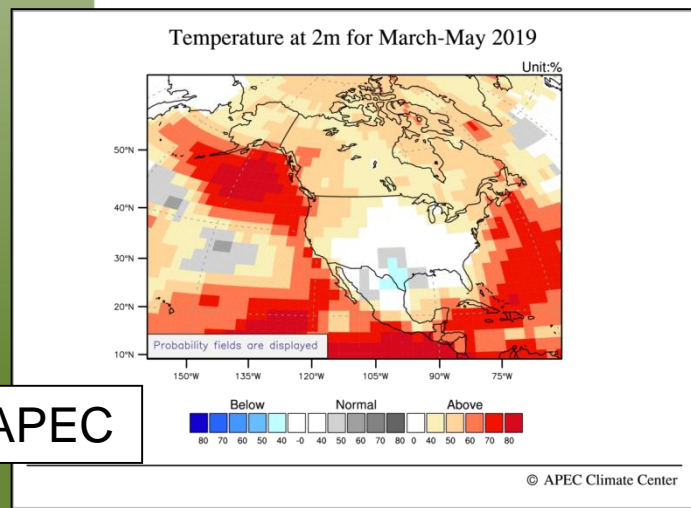 Temperature at 2m for March-May 2019
Unit:%
50°N
40°N
30°N
20°N
10°N
Probability fields are displayed
150°W 135°W 120°W 105°W 90°W 75°W
APEC
Below Normal Above
80 70 60 50 40 -0 40 50 60 70 80 0 40 50 60 70 80
© APEC Climate Center